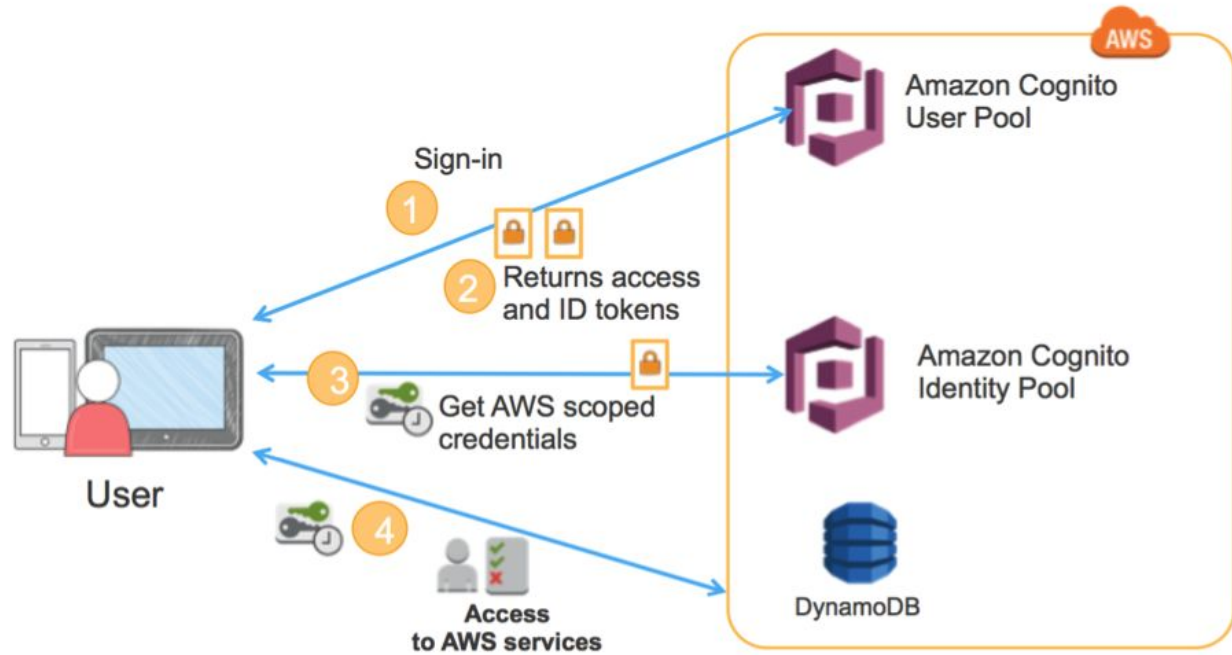 AWS
Amazon Cognito
User Pool
Sign-in
1
2
Returns access
and ID tokens
3
Get AWS scoped
credentials
Amazon Cognito
Identity Pool
User
4
Access
to AWS services
DynamoDB